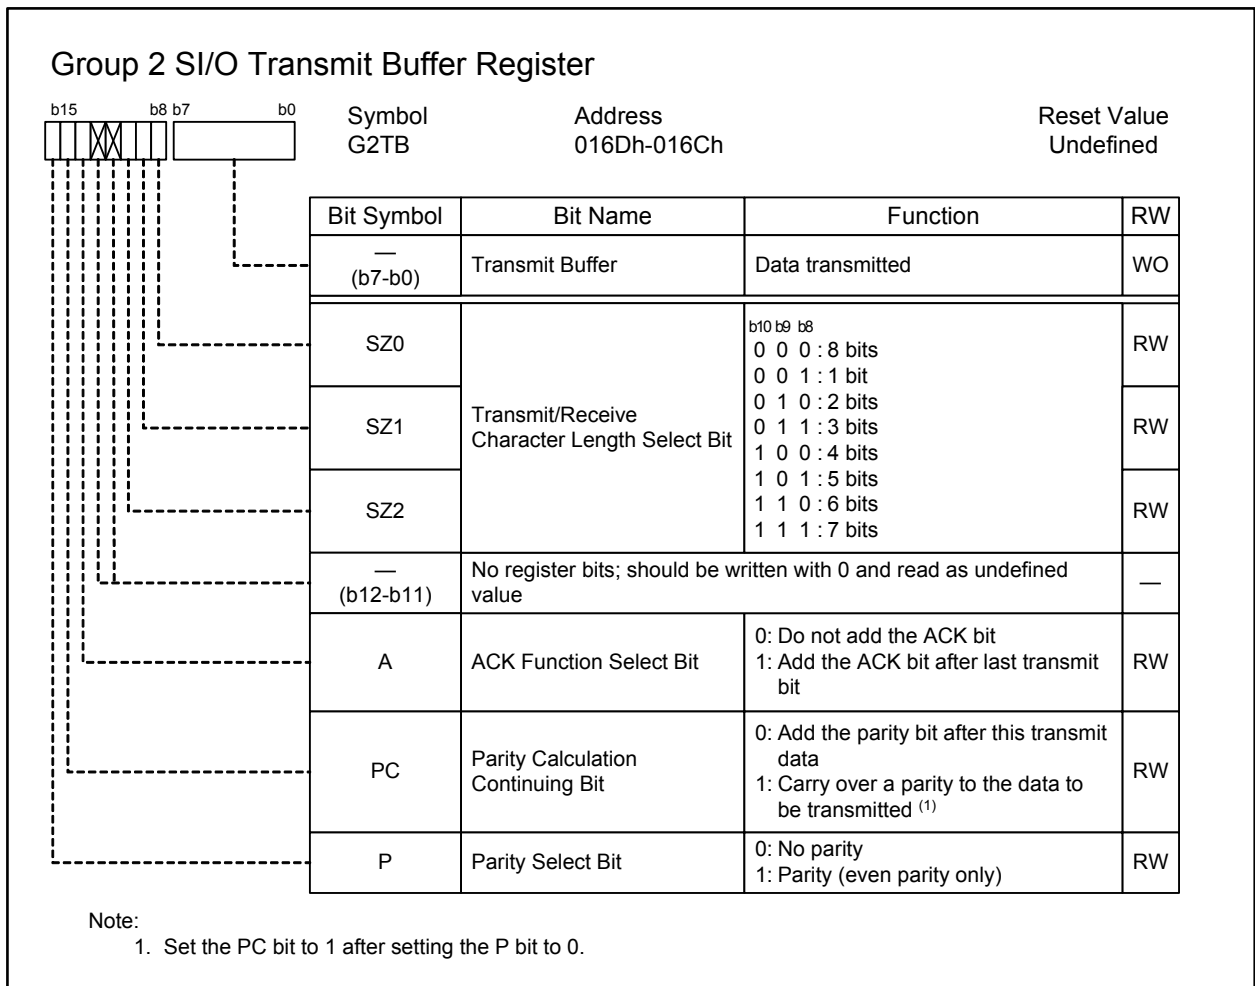 Group 2 SI/O Transmit Buffer Register
b15 b8 b7 b0
Symbol Address Reset Value
G2TB 016Dh-016Ch Undefined
Bit Symbol Bit Name Function RW
—
(b7-b0) Transmit Buffer Data transmitted WO
b10 b9 b8
SZ0 0 0 0 : 8 bits RW
0 0 1 : 1 bit
0 1 0 : 2 bits
SZ1 Transmit/Receive
Character Length Select Bit 0 1 1 : 3 bits RW
1 0 0 : 4 bits
1 0 1 : 5 bits
SZ2 1 1 0 : 6 bits RW
1 1 1 : 7 bits
—
(b12-b11) No register bits; should be written with 0 and read as undefined
value —
A ACK Function Select Bit 0: Do not add the ACK bit
1: Add the ACK bit after last transmit
bit RW
PC Parity Calculation
Continuing Bit 0: Add the parity bit after this transmit
data
1: Carry over a parity to the data to
be transmitted (1) RW
P Parity Select Bit 0: No parity
1: Parity (even parity only) RW
Note:
1. Set the PC bit to 1 after setting the P bit to 0.